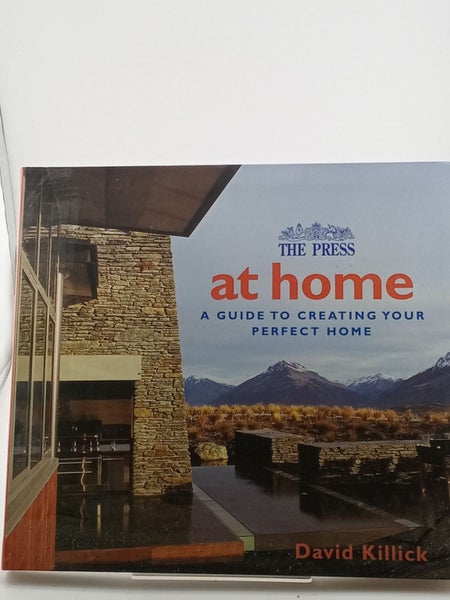 THE PRESS
at home
A GUIDE TO CREATING YOUR
PERFECT HOME
David Killick